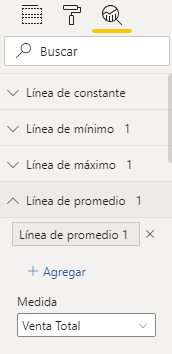 Buscar
Línea de constante
Línea de mínimo 1
Línea de máximo 1
Línea de promedio 1
Línea de promedio 1 ×
+ Agregar
Medida
Venta Total